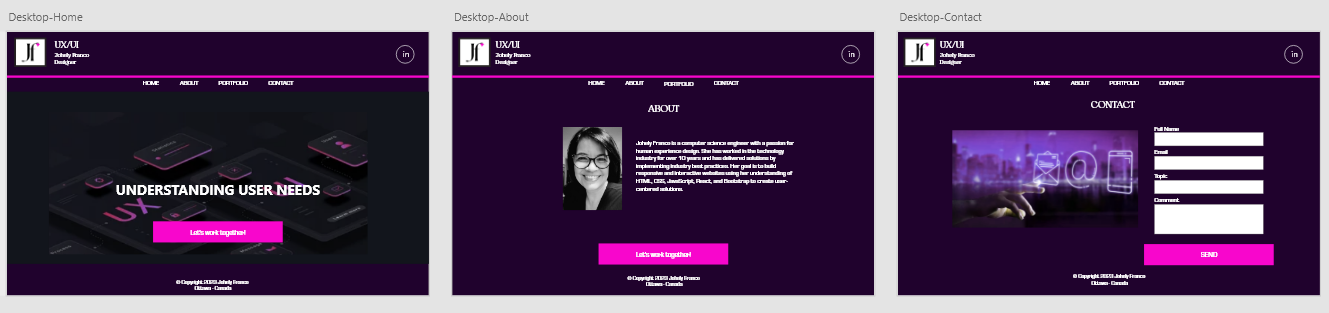 Desktop-Home
UX/UI
Johely Franco
Designer
in
HOME ABOUT PORTFOLIO CONTACT
UX
UI
UNDERSTANDING USER NEEDS
Let's work together!
© Copyright 2023 Johely Franco
Ottawa - Canada
Desktop-About
UX/UI
Johely Franco
Designer
in
HOME ABOUT PORTFOLIO CONTACT
ABOUT
Johely Franco is a computer science engineer with a passion for
human experience design. She has worked in the technology
industry for over 10 years and has delivered solutions by
implementing industry best practices. Her goal is to build
responsive and interactive websites using her understanding of
HTML, CSS, JavaScript, React, and Bootstrap to create user-
centered solutions.
Let's work together!
© Copyright 2023 Johely Franco
Ottawa - Canada
Desktop-Contact
UX/UI
Johely Franco
Designer
in
HOME ABOUT PORTFOLIO CONTACT
CONTACT
@
Full Name
Email
Topic
Comment
SEND
© Copyright 2023 Johely Franco
Ottawa - Canada